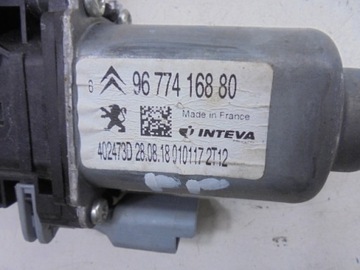 6 96 774 168 80
Made in France
INTEVA
402473D 28.08.18 010117 2T12